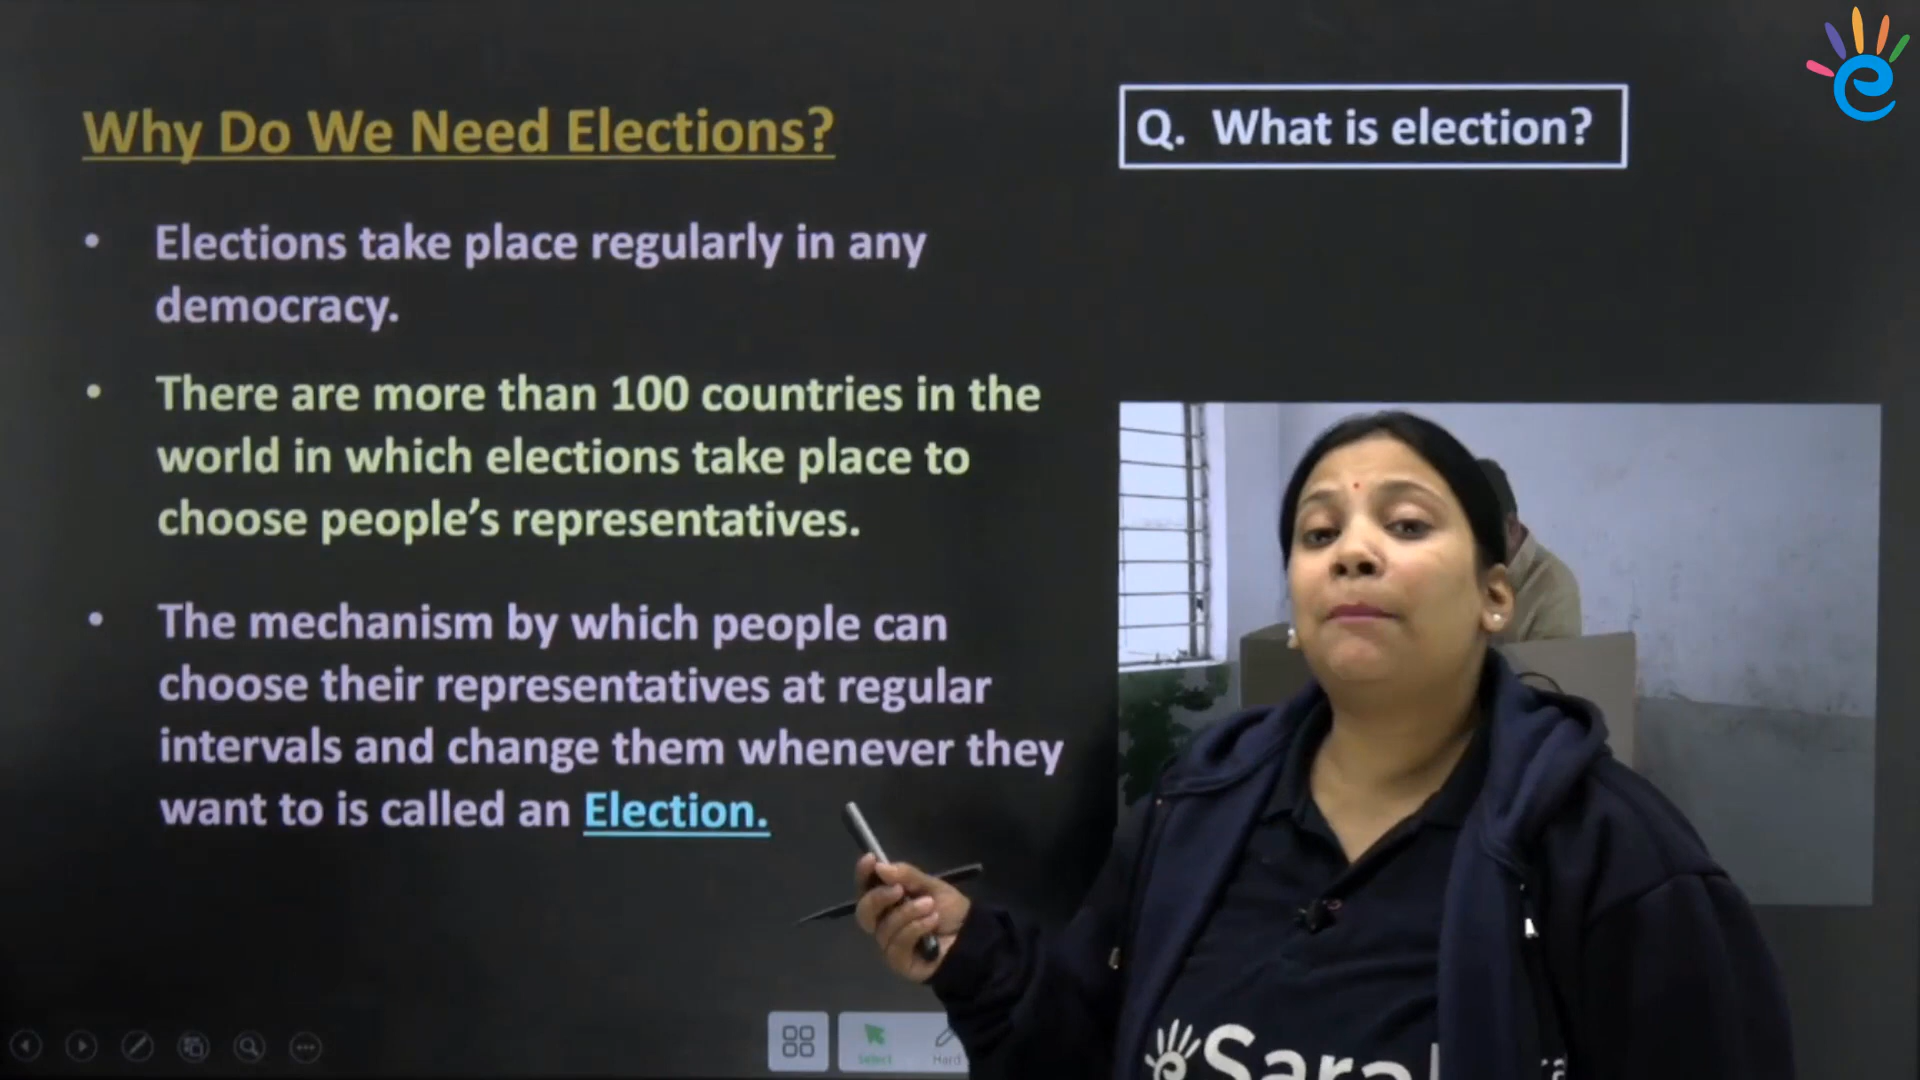 Why Do We Need Elections?
Q. What is election?
• Elections take place regularly in any
democracy.
• There are more than 100 countries in the
world in which elections take place to
choose people's representatives.
• The mechanism by which people can
choose their representatives at regular
intervals and change them whenever they
want to is called an Election.
Select
Hard